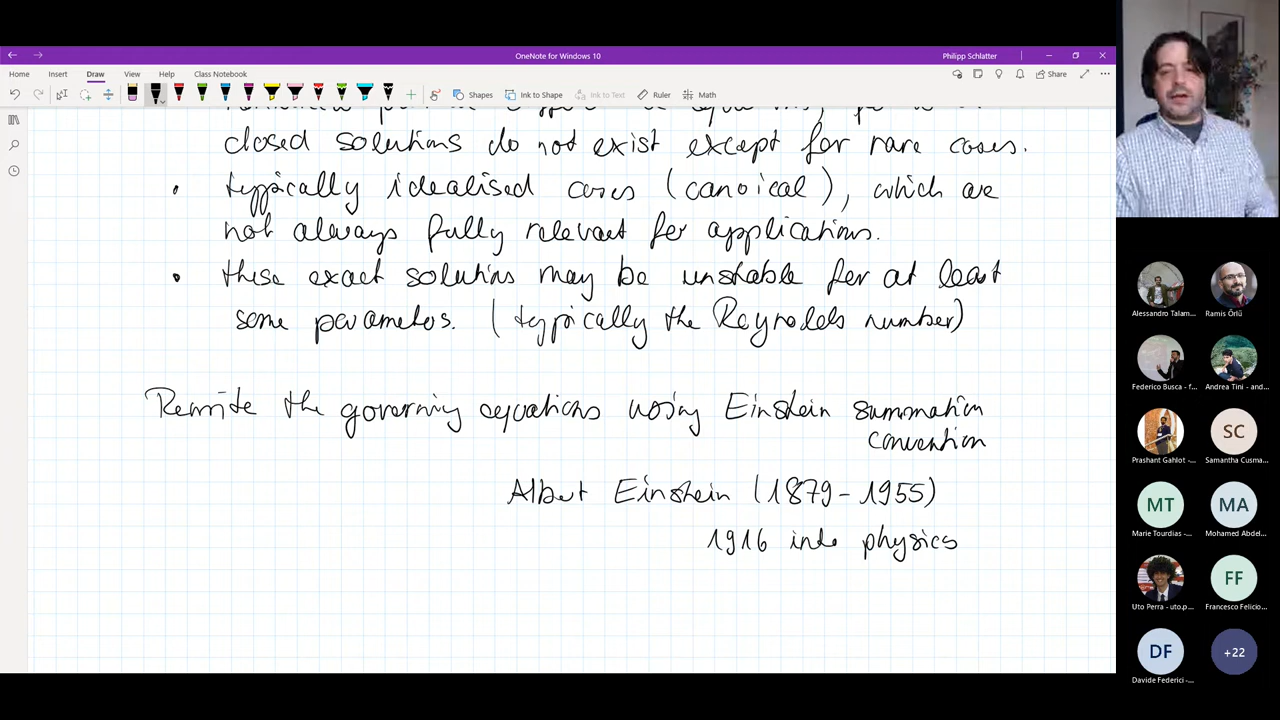 OneNote for Windows 10
Philipp Schlatter
Home Insert Draw View Help Class Notebook
Share
Shapes Ink to Shape Ink to Text Ruler Math
closed solutions do not exist except for rare cases.
• typically idealised cases (canoical), which are
not always fully relevant for applications.
• these exact solutins may be unstable for at least
some parameters. (typically the Reynolds number)
Rewrite the governing equations using Einstein summation
convention
Albert Einstein (1879-1955)
1916 into physics
Alessandro Talam...
Ramis Örlü
Federico Busca - f...
Andrea Tini - and...
Prashant Gahlot -...
SC
Samantha Cusma...
MT
Marie Tourdias -...
MA
Mohamed Abdel...
Uto Perra - uto.p...
FF
Francesco Felicio...
DF
Davide Federici -...
+22